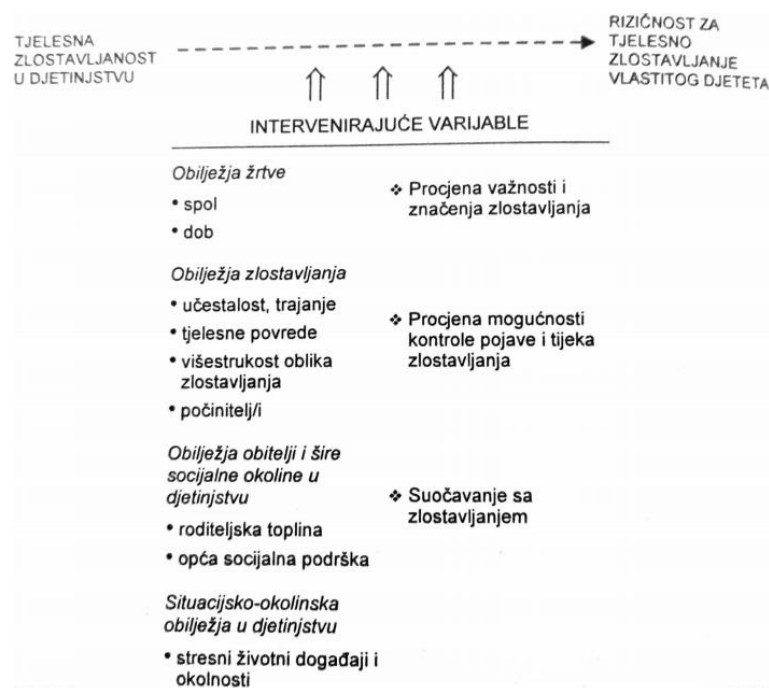 TJELESNA
ZLOSTAVLJANOST
U DJETINJSTVU
RIZIČNOST ZA
TJELESNO
ZLOSTAVLJANJE
VLASTITOG DJETETA
INTERVENIRAJUĆE VARIJABLE
Obilježja žrtve
• spol
• dob
❖ Procjena važnosti i
značenja zlostavljanja
Obilježja zlostavljanja
• učestalost, trajanje
• tjelesne povrede
• višestrukost oblika
zlostavljanja
• počinitelj/i
❖ Procjena mogućnosti
kontrole pojave i tijeka
zlostavljanja
Obilježja obitelji i šire
socijalne okoline u
djetinjstvu
• roditeljska toplina
• opća socijalna podrška
❖ Suočavanje sa
zlostavljanjem
Situacijsko-okolinska
obilježja u djetinjstvu
• stresni životni događaji i
okolnosti